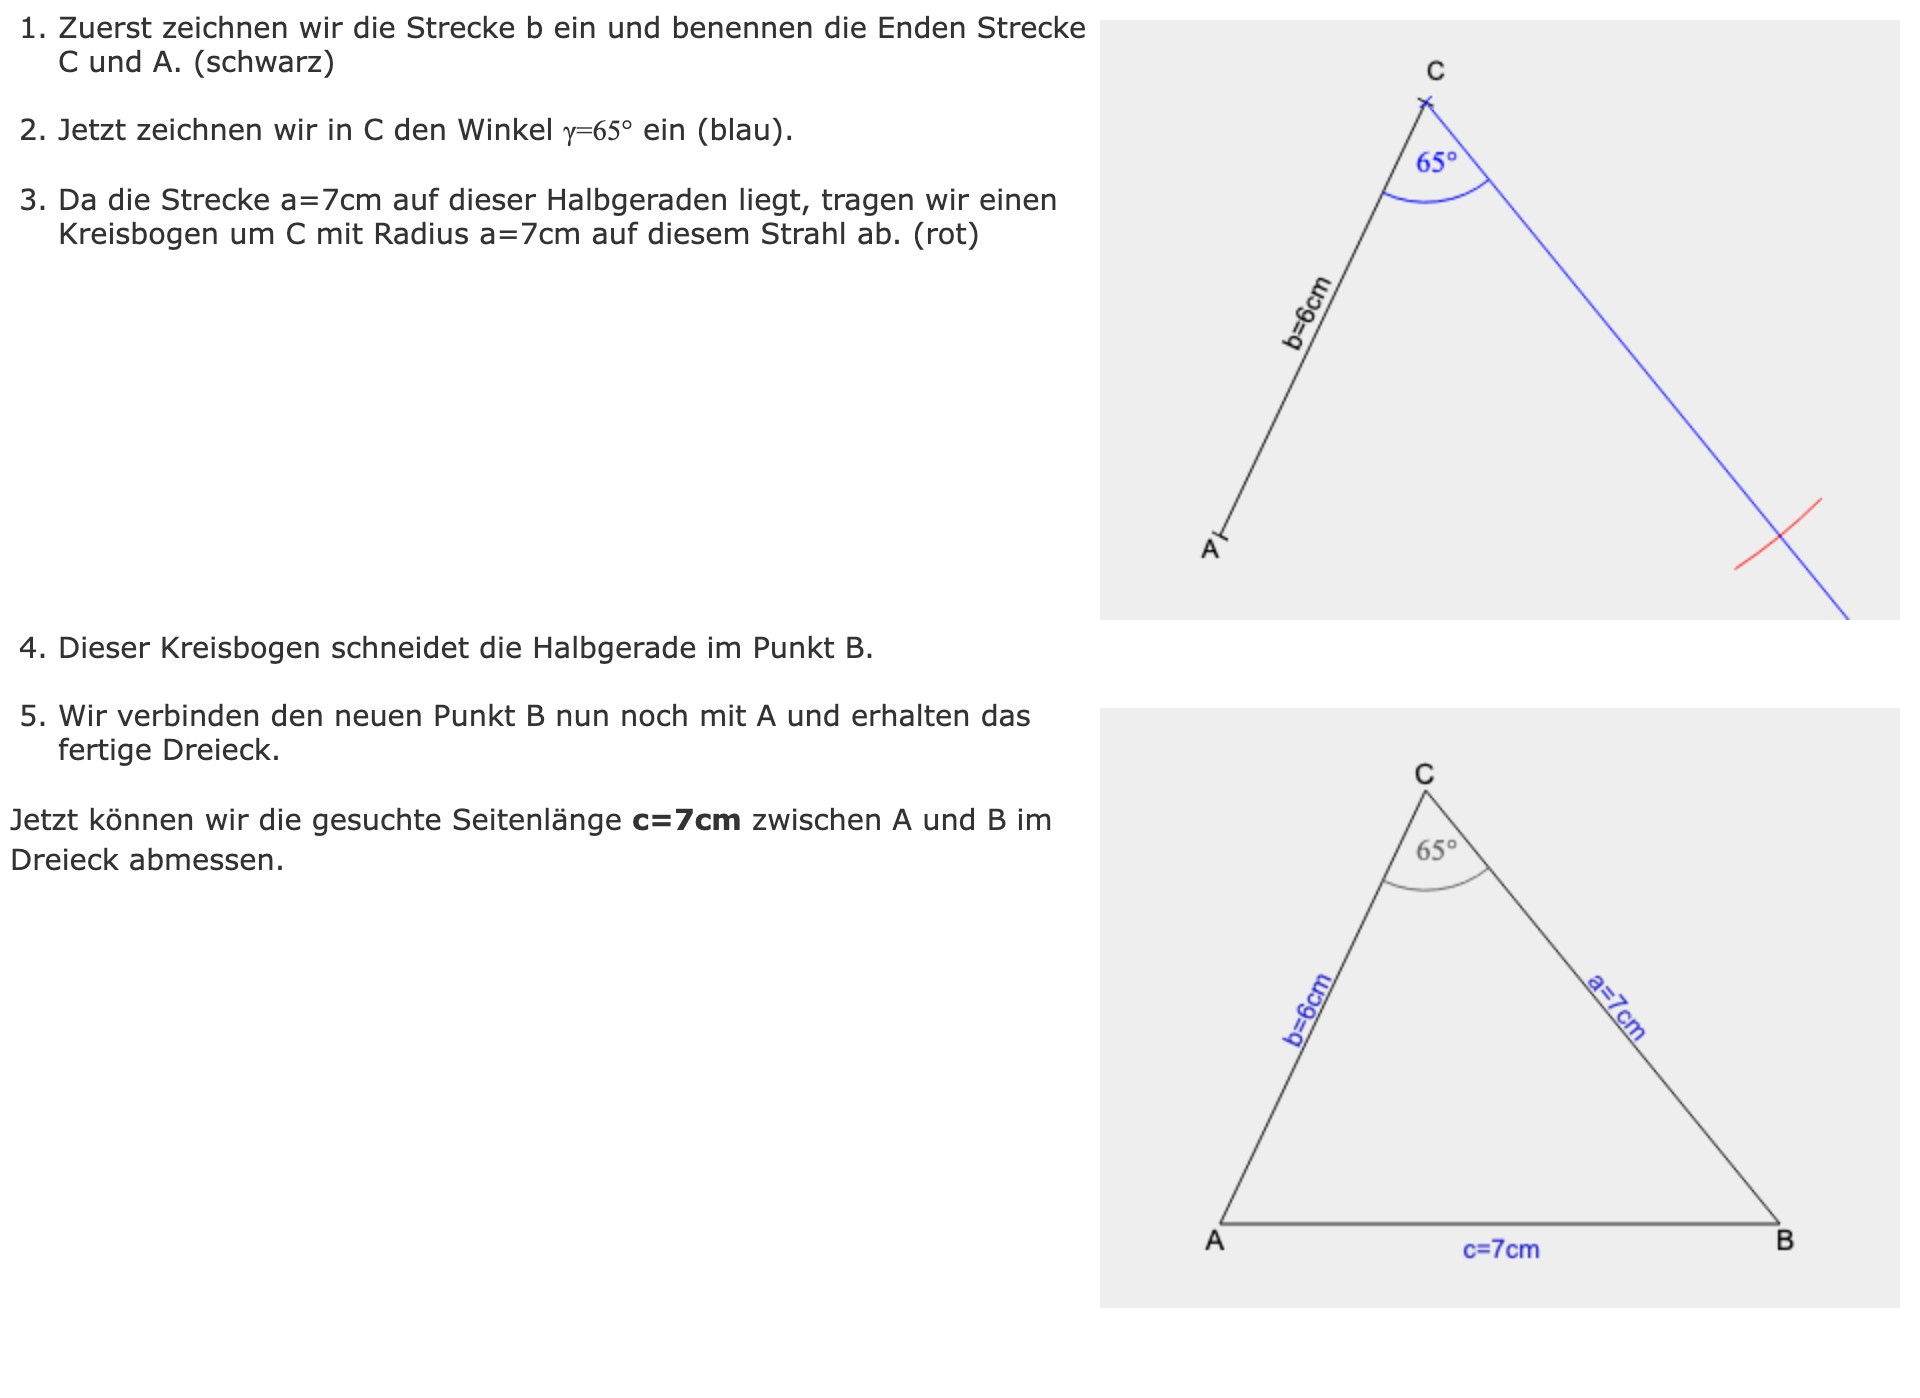 1. Zuerst zeichnen wir die Strecke b ein und benennen die Enden Strecke
C und A. (schwarz)
2. Jetzt zeichnen wir in C den Winkel γ=65° ein (blau).
3. Da die Strecke a=7cm auf dieser Halbgeraden liegt, tragen wir einen
Kreisbogen um C mit Radius a=7cm auf diesem Strahl ab. (rot)
C
65°
b=6cm
A
4. Dieser Kreisbogen schneidet die Halbgerade im Punkt B.
5. Wir verbinden den neuen Punkt B nun noch mit A und erhalten das
fertige Dreieck.
Jetzt können wir die gesuchte Seitenlänge c=7cm zwischen A und B im
Dreieck abmessen.
C
65°
b=6cm
a=7cm
A
B
c=7cm